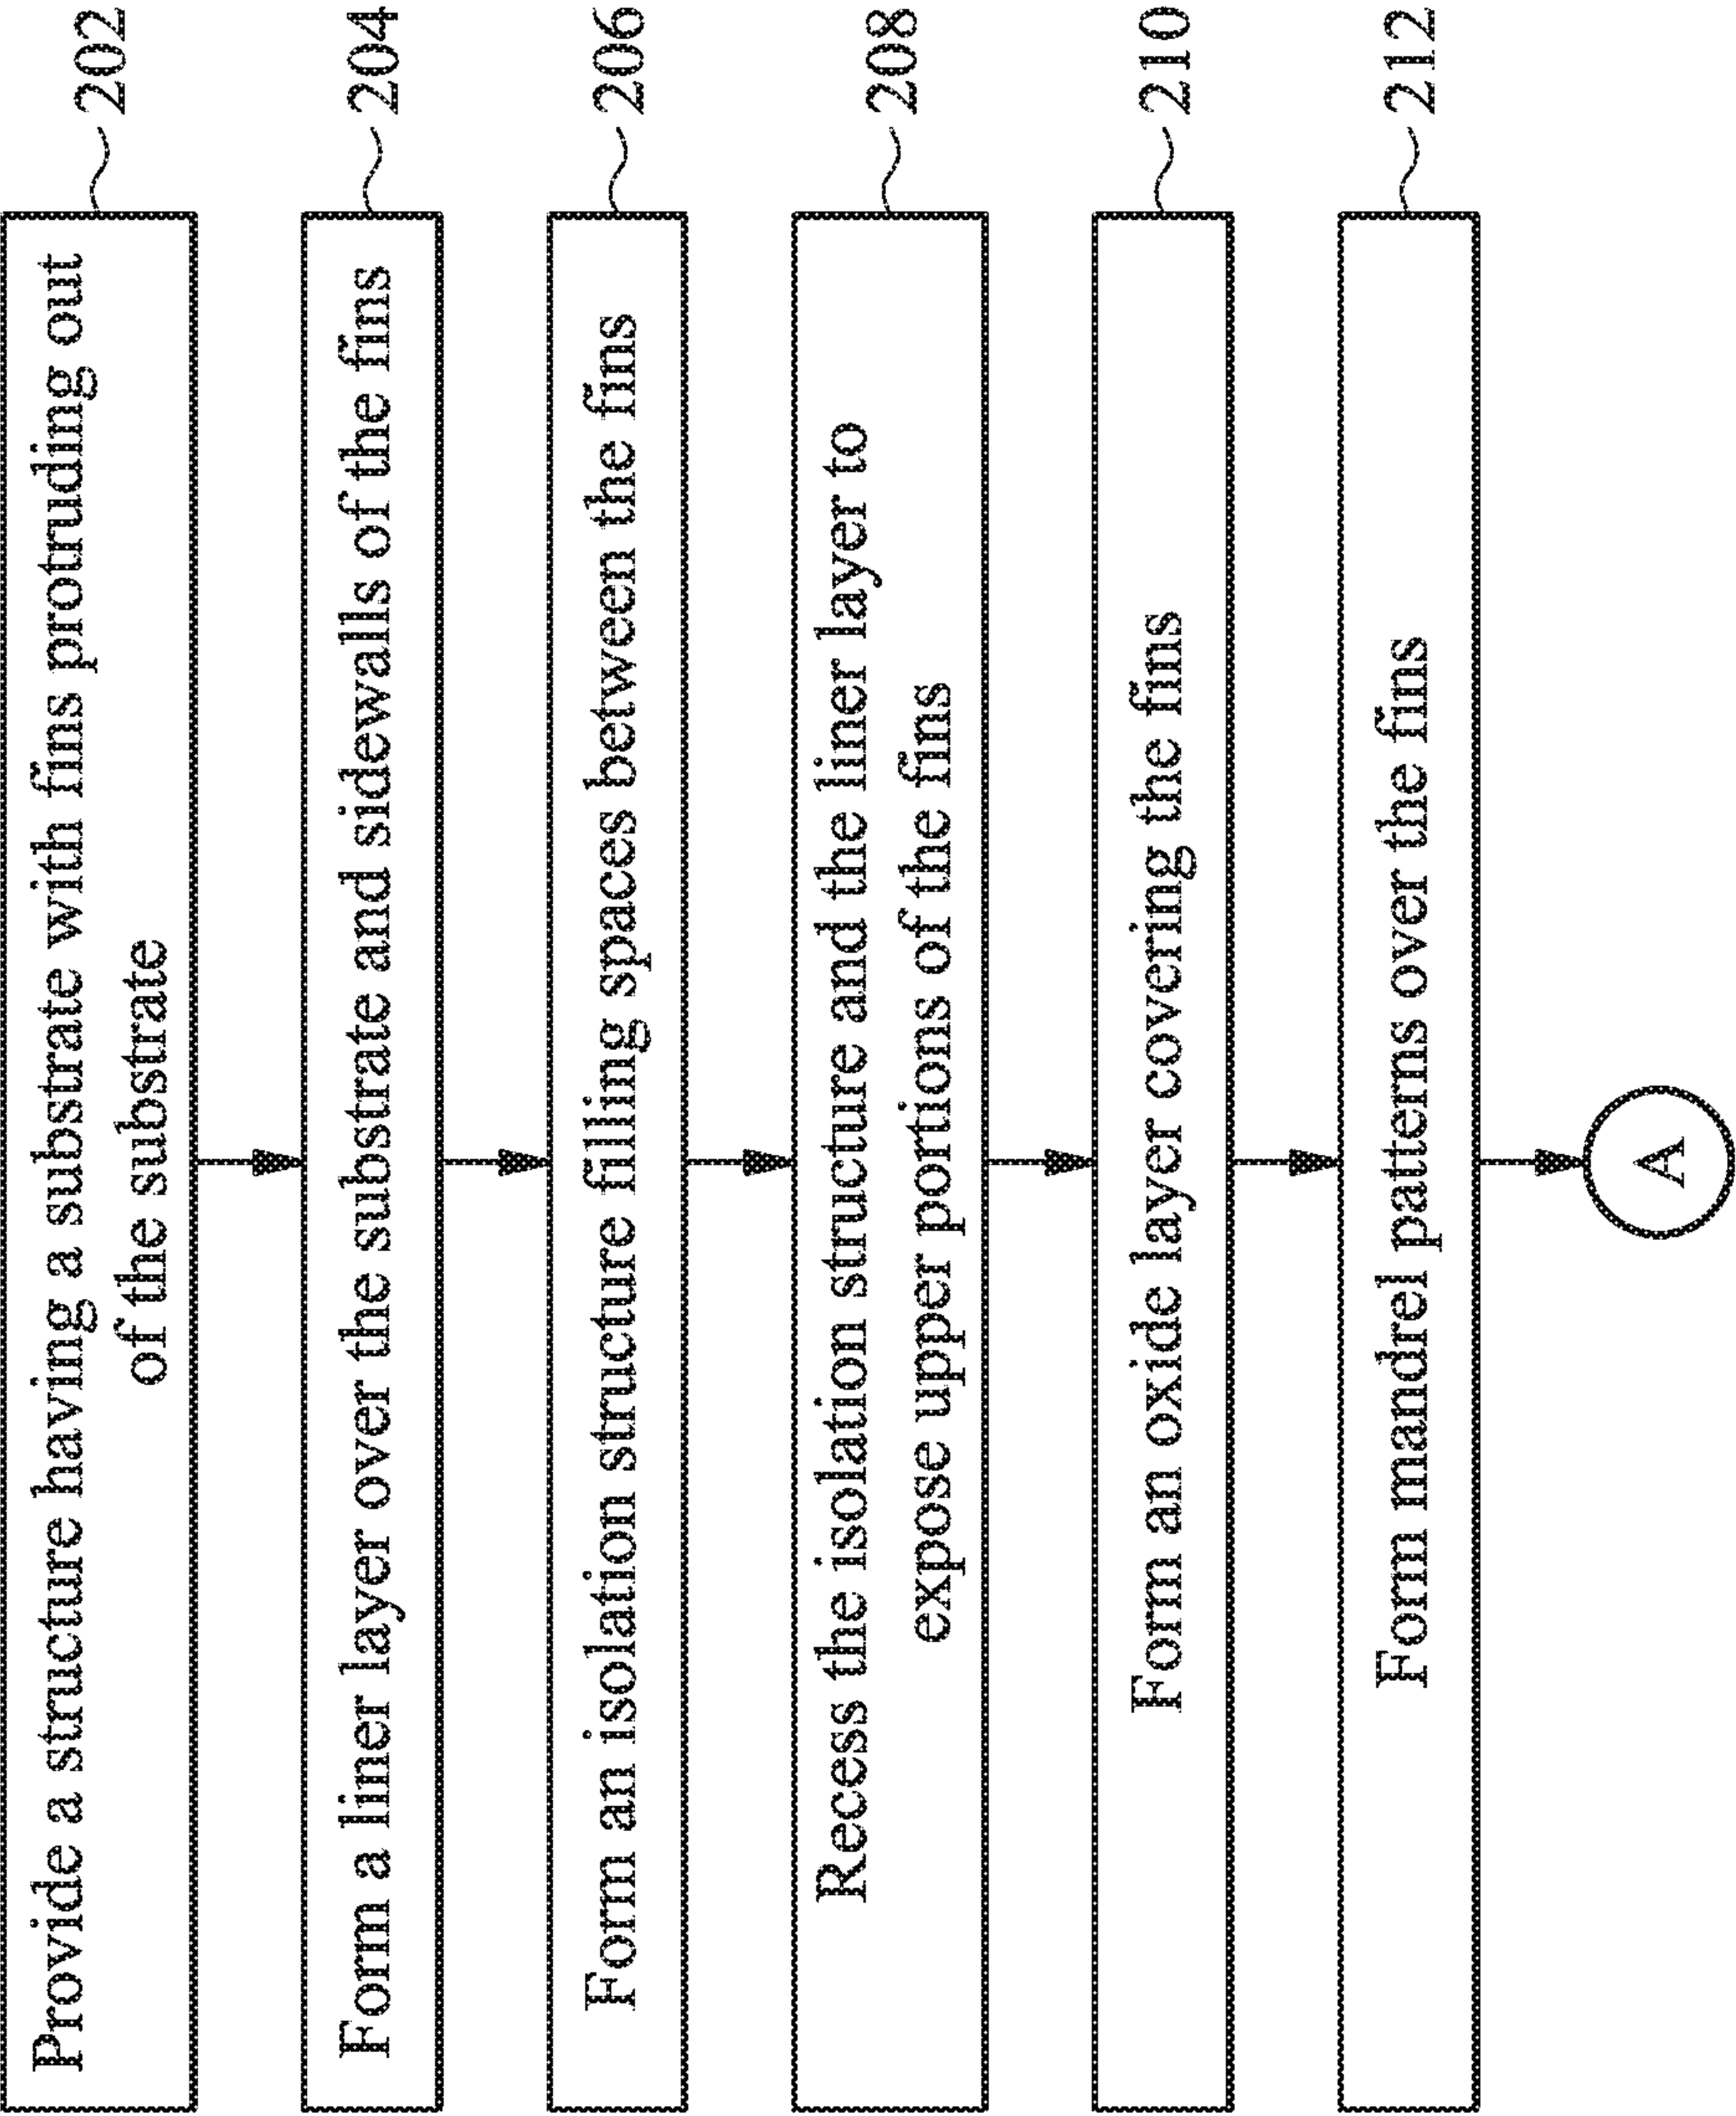 Provide a structure having a substrate with fins protruding out
of the substrate
202
Form a liner layer over the substrate and sidewalls of the fins
204
Form an isolation structure filling spaces between the fins
206
Recess the isolation structure and the liner layer to
expose upper portions of the fins
208
Form an oxide layer covering the fins
210
Form mandrel patterns over the fins
212
A